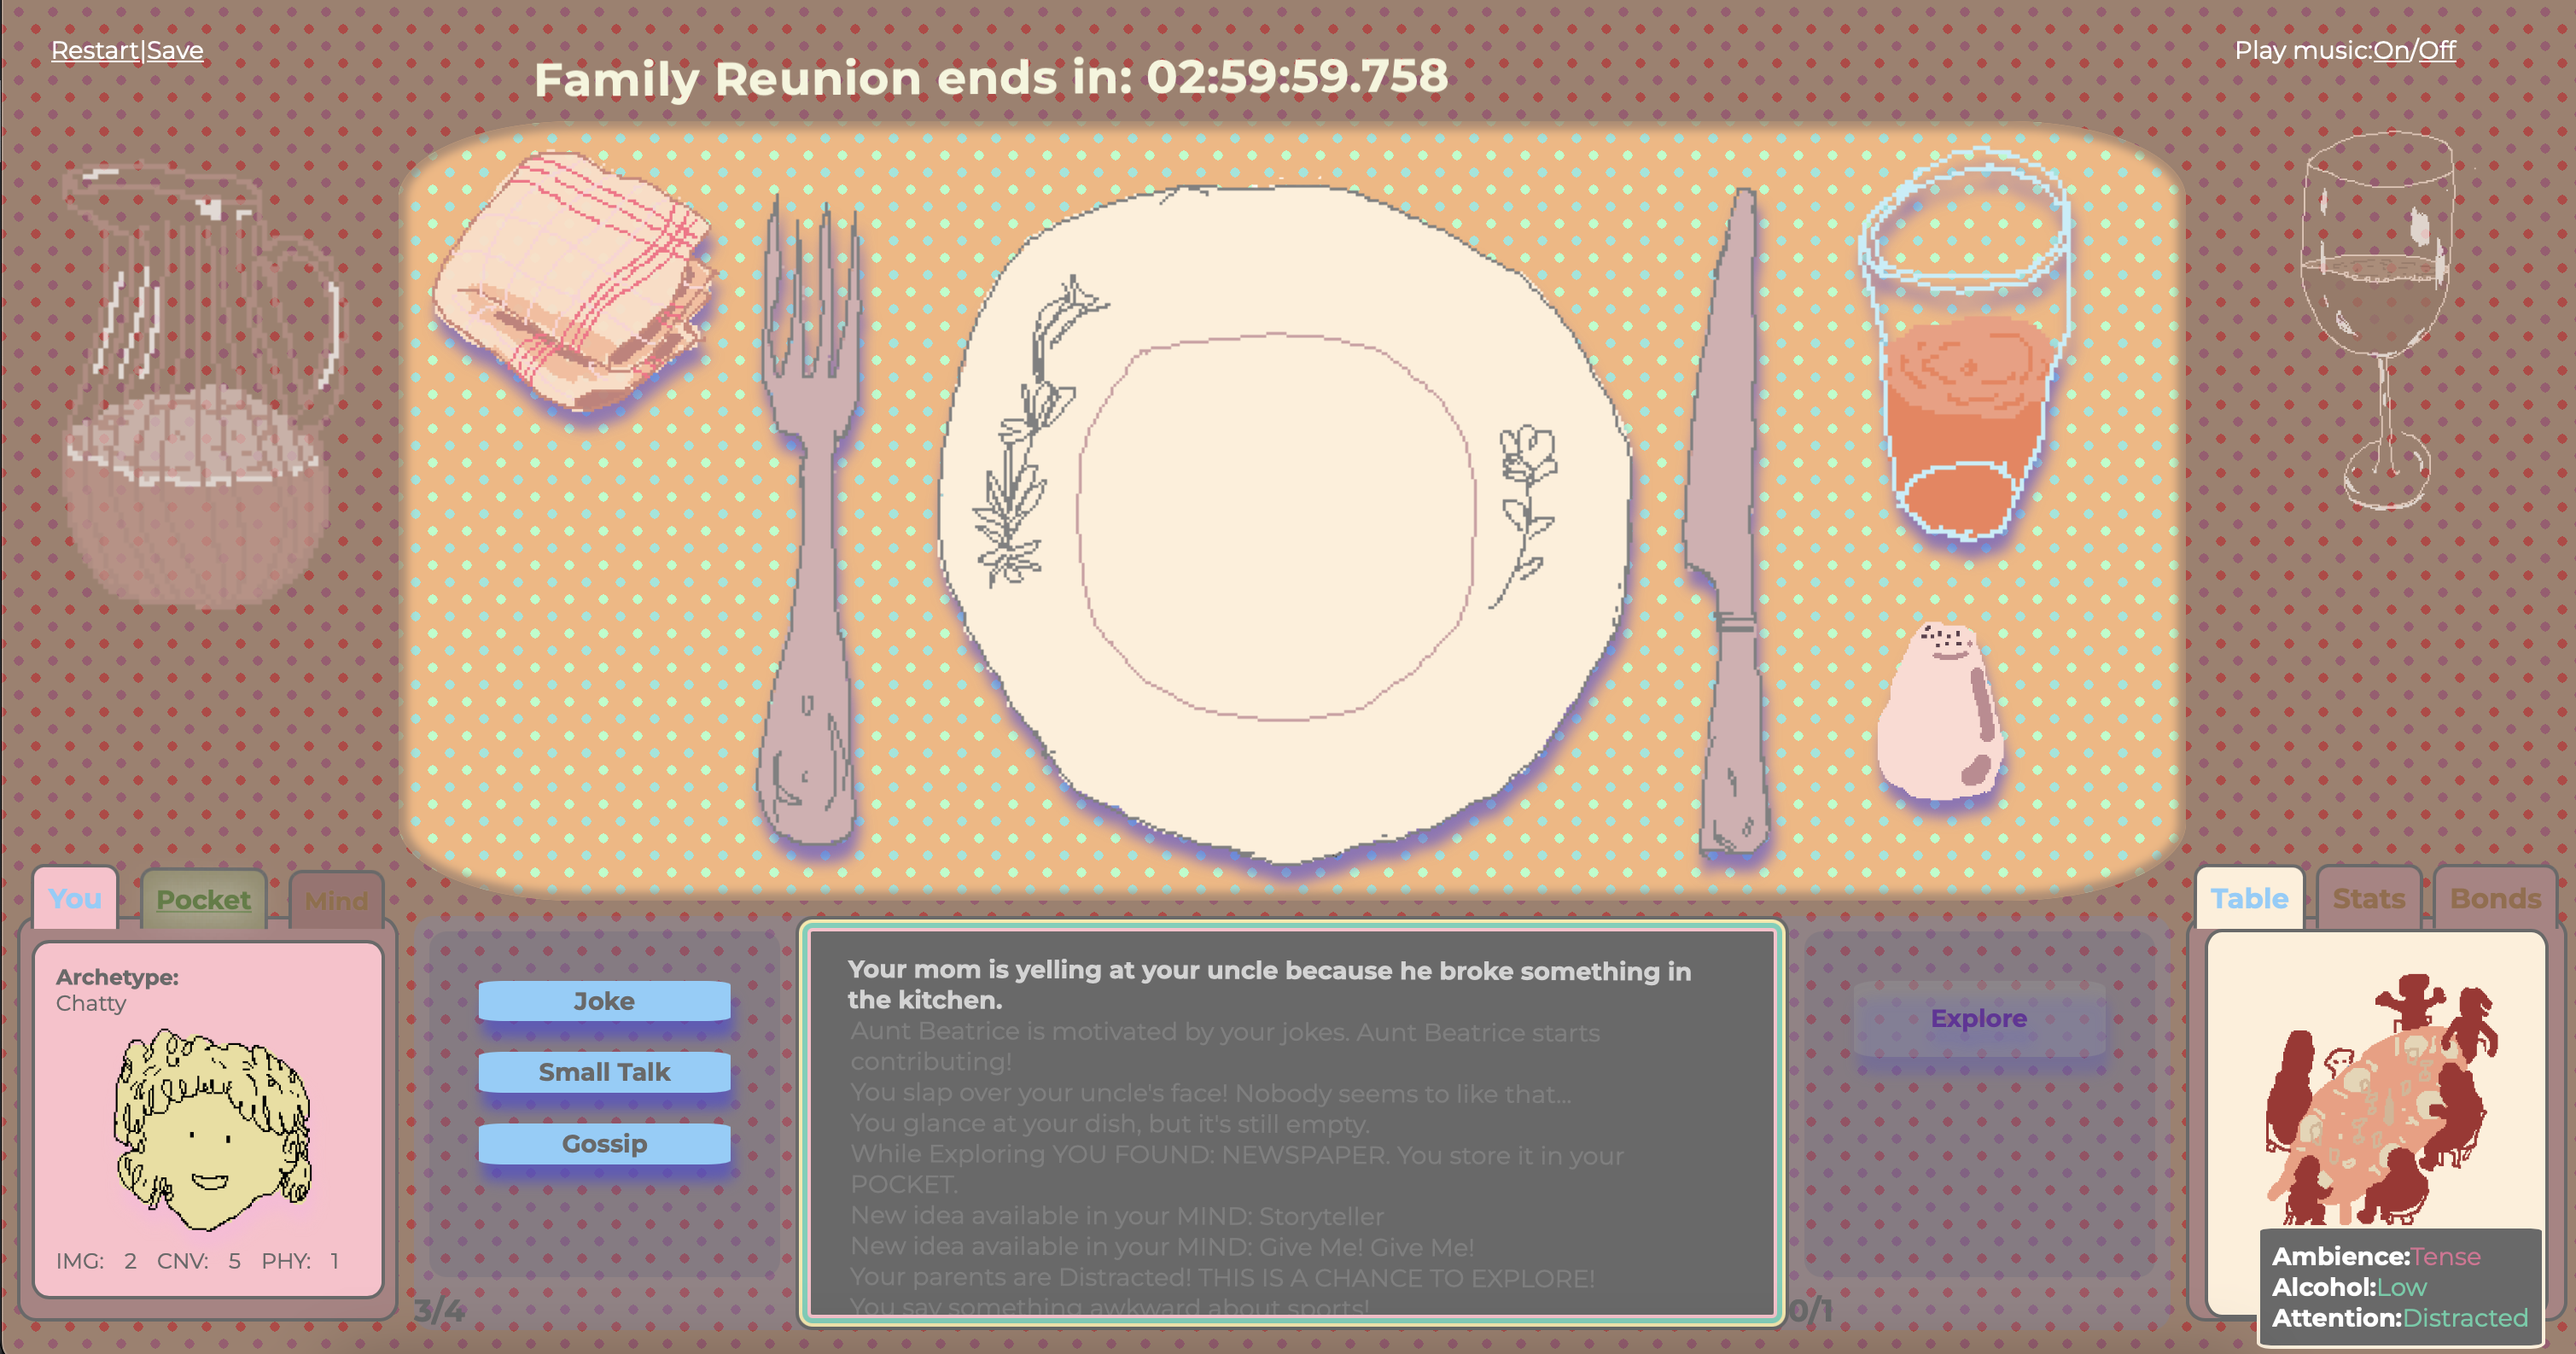 Restart|Save
Play music:On/Off
Family Reunion ends in: 02:59:59.758
You
Pocket
Mind
Archetype:
Chatty
IMG: 2 CNV: 5 PHY: 1
Joke
Small Talk
Gossip
3/4
Your mom is yelling at your uncle because he broke something in
the kitchen.
Aunt Beatrice is motivated by your jokes. Aunt Beatrice starts
contributing!
You slap over your uncle's face! Nobody seems to like that...
You glance at your dish, but it's still empty.
While Exploring YOU FOUND: NEWSPAPER. You store it in your
POCKET.
New idea available in your MIND: Storyteller
New idea available in your MIND: Give Me! Give Me!
Your parents are Distracted! THIS IS A CHANCE TO EXPLORE!
You say something awkward about sports!
0/1
Explore
Table
Stats
Bonds
Ambience:Tense
Alcohol:Low
Attention:Distracted